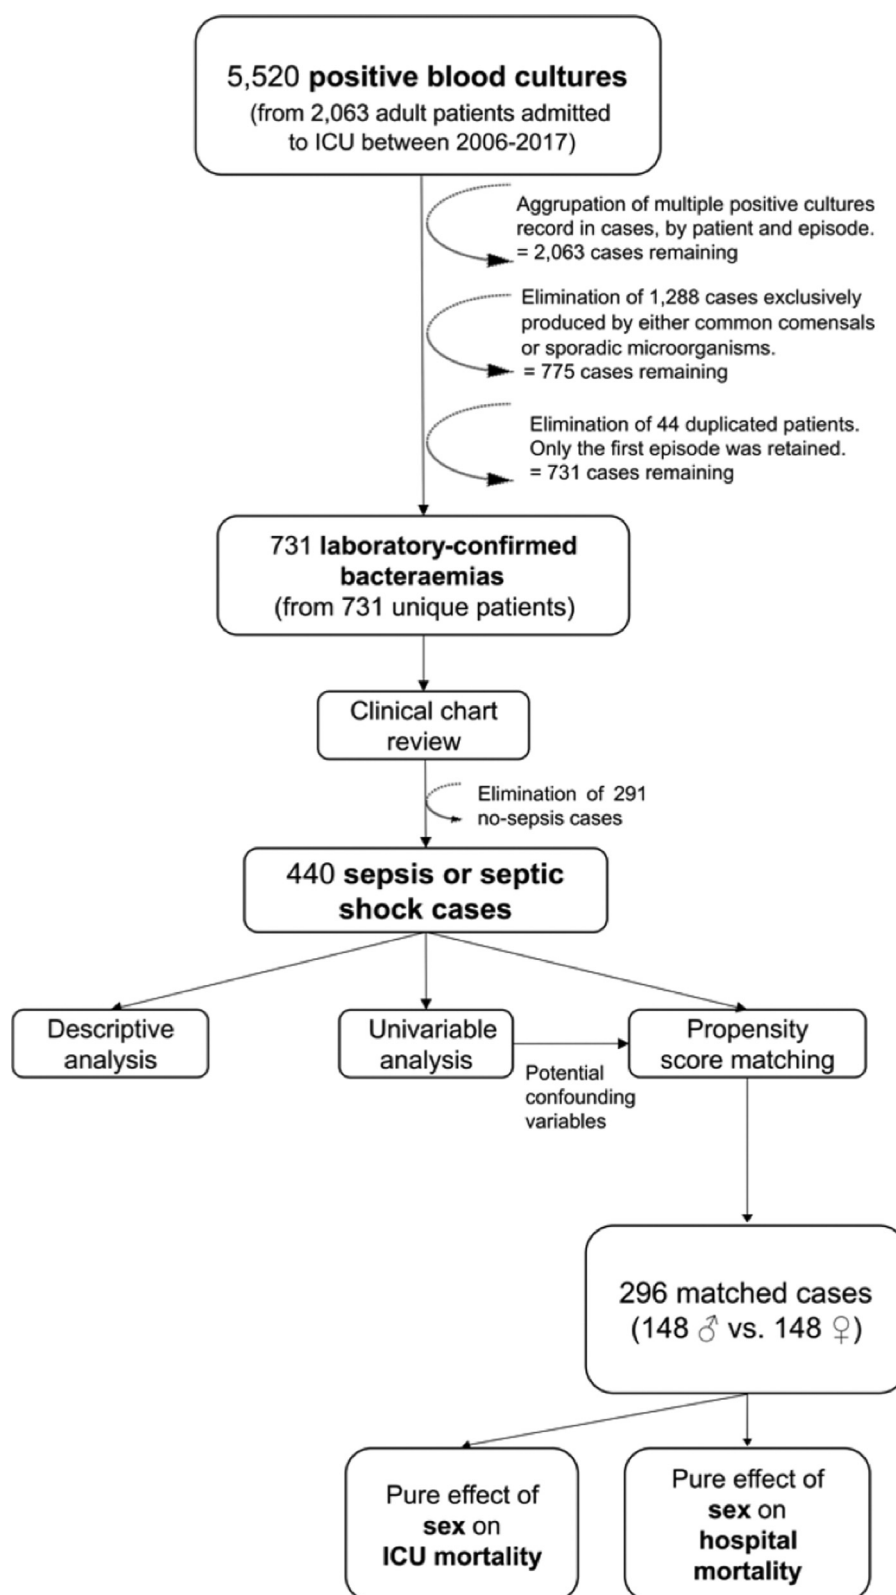 5,520 positive blood cultures
(from 2,063 adult patients admitted
to ICU between 2006-2017)
Aggrupation of multiple positive cultures
record in cases, by patient and episode.
= 2,063 cases remaining
Elimination of 1,288 cases exclusively
produced by either common comensals
or sporadic microorganisms.
= 775 cases remaining
Elimination of 44 duplicated patients.
Only the first episode was retained.
= 731 cases remaining
731 laboratory-confirmed
bacteraemias
(from 731 unique patients)
Clinical chart
review
Elimination of 291
no-sepsis cases
440 sepsis or septic
shock cases
Descriptive
analysis
Univariable
analysis
Potential
confounding
variables
Propensity
score matching
296 matched cases
(148 ♂ vs. 148 ♀)
Pure effect of
sex on
ICU mortality
Pure effect of
sex on
hospital
mortality